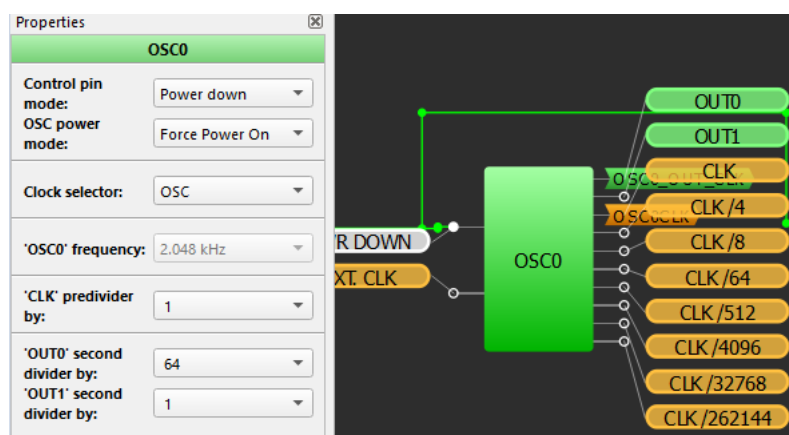 Properties
OSC0
Control pin
mode:
Power down
OSC power
mode:
Force Power On
Clock selector:
OSC
'OSC0' frequency:
2.048 kHz
'CLK' predivider
by:
1
'OUT0' second
divider by:
64
'OUT1' second
divider by:
1
R DOWN
XT. CLK
OSC0
OSC0_OUT_CLK
OSC0CLK
OUT0
OUT1
CLK
CLK /4
CLK /8
CLK /64
CLK /512
CLK /4096
CLK /32768
CLK /262144